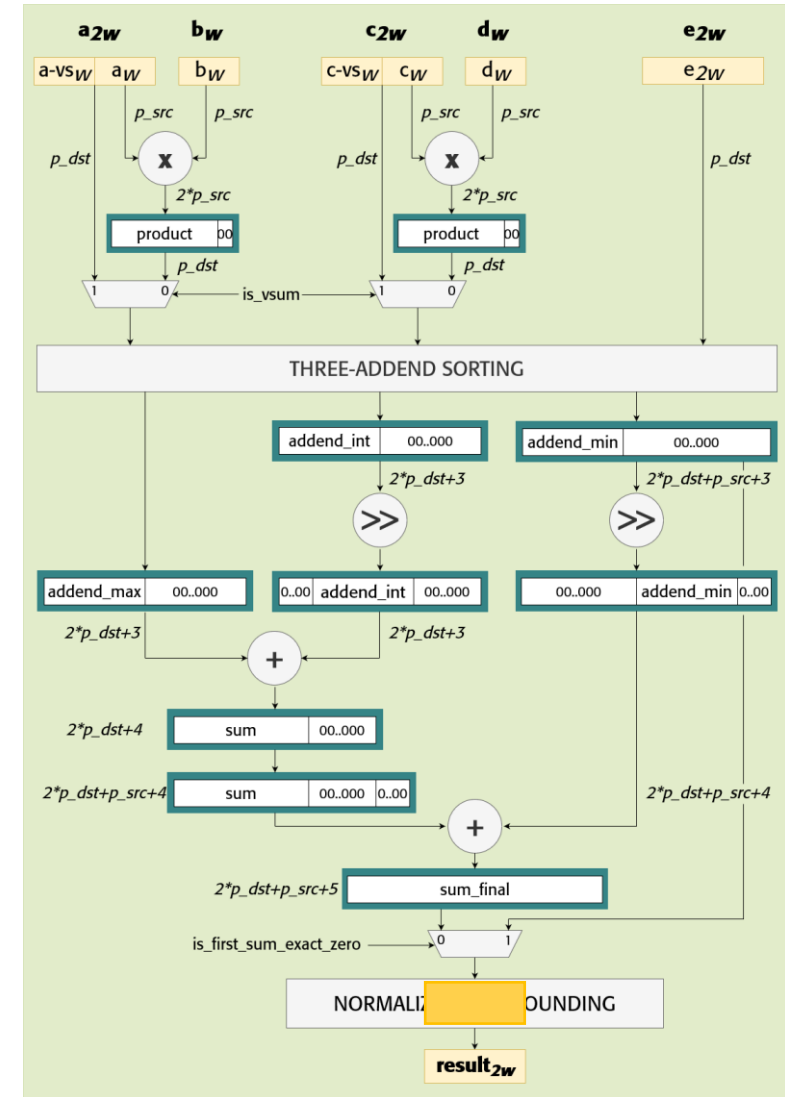 a2w bw c2w dw e2w
a-vsw aw bw c-vsw cw dw e2w
p_src p_src p_src p_src
p_dst x p_dst x p_dst
2*p_src 2*p_src
product 00 product 00
p_dst p_dst
1 0 is_vsum 1 0
THREE-ADDEND SORTING
addend_int 00..000 addend_min 00..000
2*p_dst+3 2*p_dst+p_src+3
>> >>
addend_max 00..000 0..00 addend_int 00..000 00..000 addend_min 0..00
2*p_dst+3 2*p_dst+3
+
2*p_dst+4 sum 00..000
2*p_dst+p_src+4 sum 00..000 0..00 2*p_dst+p_src+4
+
2*p_dst+p_src+5 sum_final
is_first_sum_exact_zero 0 1
NORMALI OUNDING
result2w